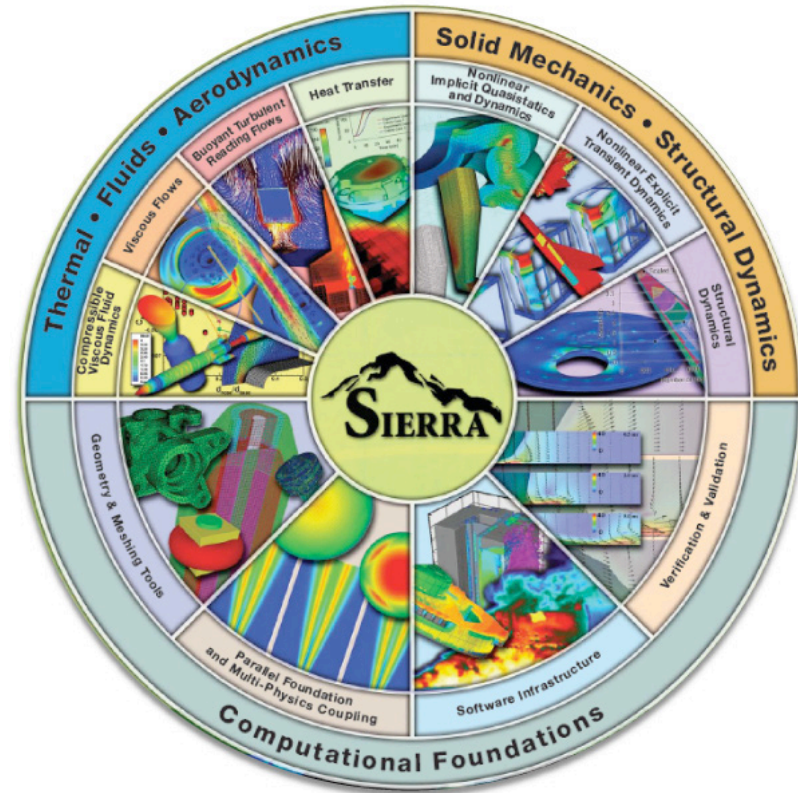 Thermal • Fluids • Aerodynamics
Solid Mechanics • Structural Dynamics
Heat Transfer
Nonlinear
Implicit Quasistatics
and Dynamics
Buoyant Turbulent
Reacting Flows
Nonlinear Explicit
Transient Dynamics
Viscous Flows
Structural
Dynamics
Compressible
Viscous Fluid
Dynamics
SIERRA
Geometry & Meshing Tools
Verification & Validation
Parallel Foundation
and Multi-Physics Coupling
Software Infrastructure
Computational Foundations